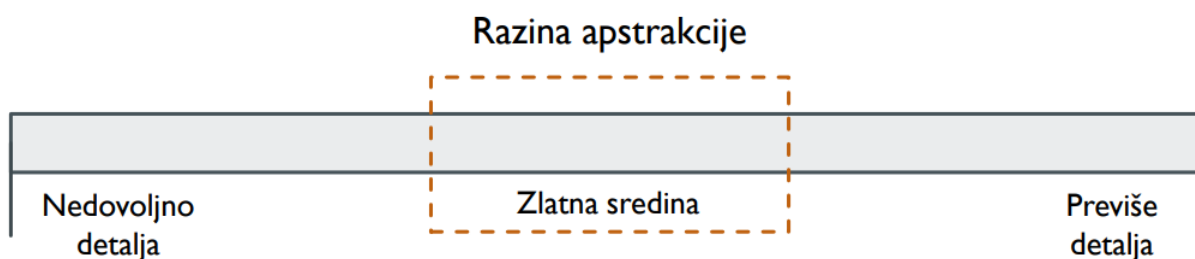 Razina apstrakcije
Nedovoljno
detalja
Zlatna sredina
Previše
detalja